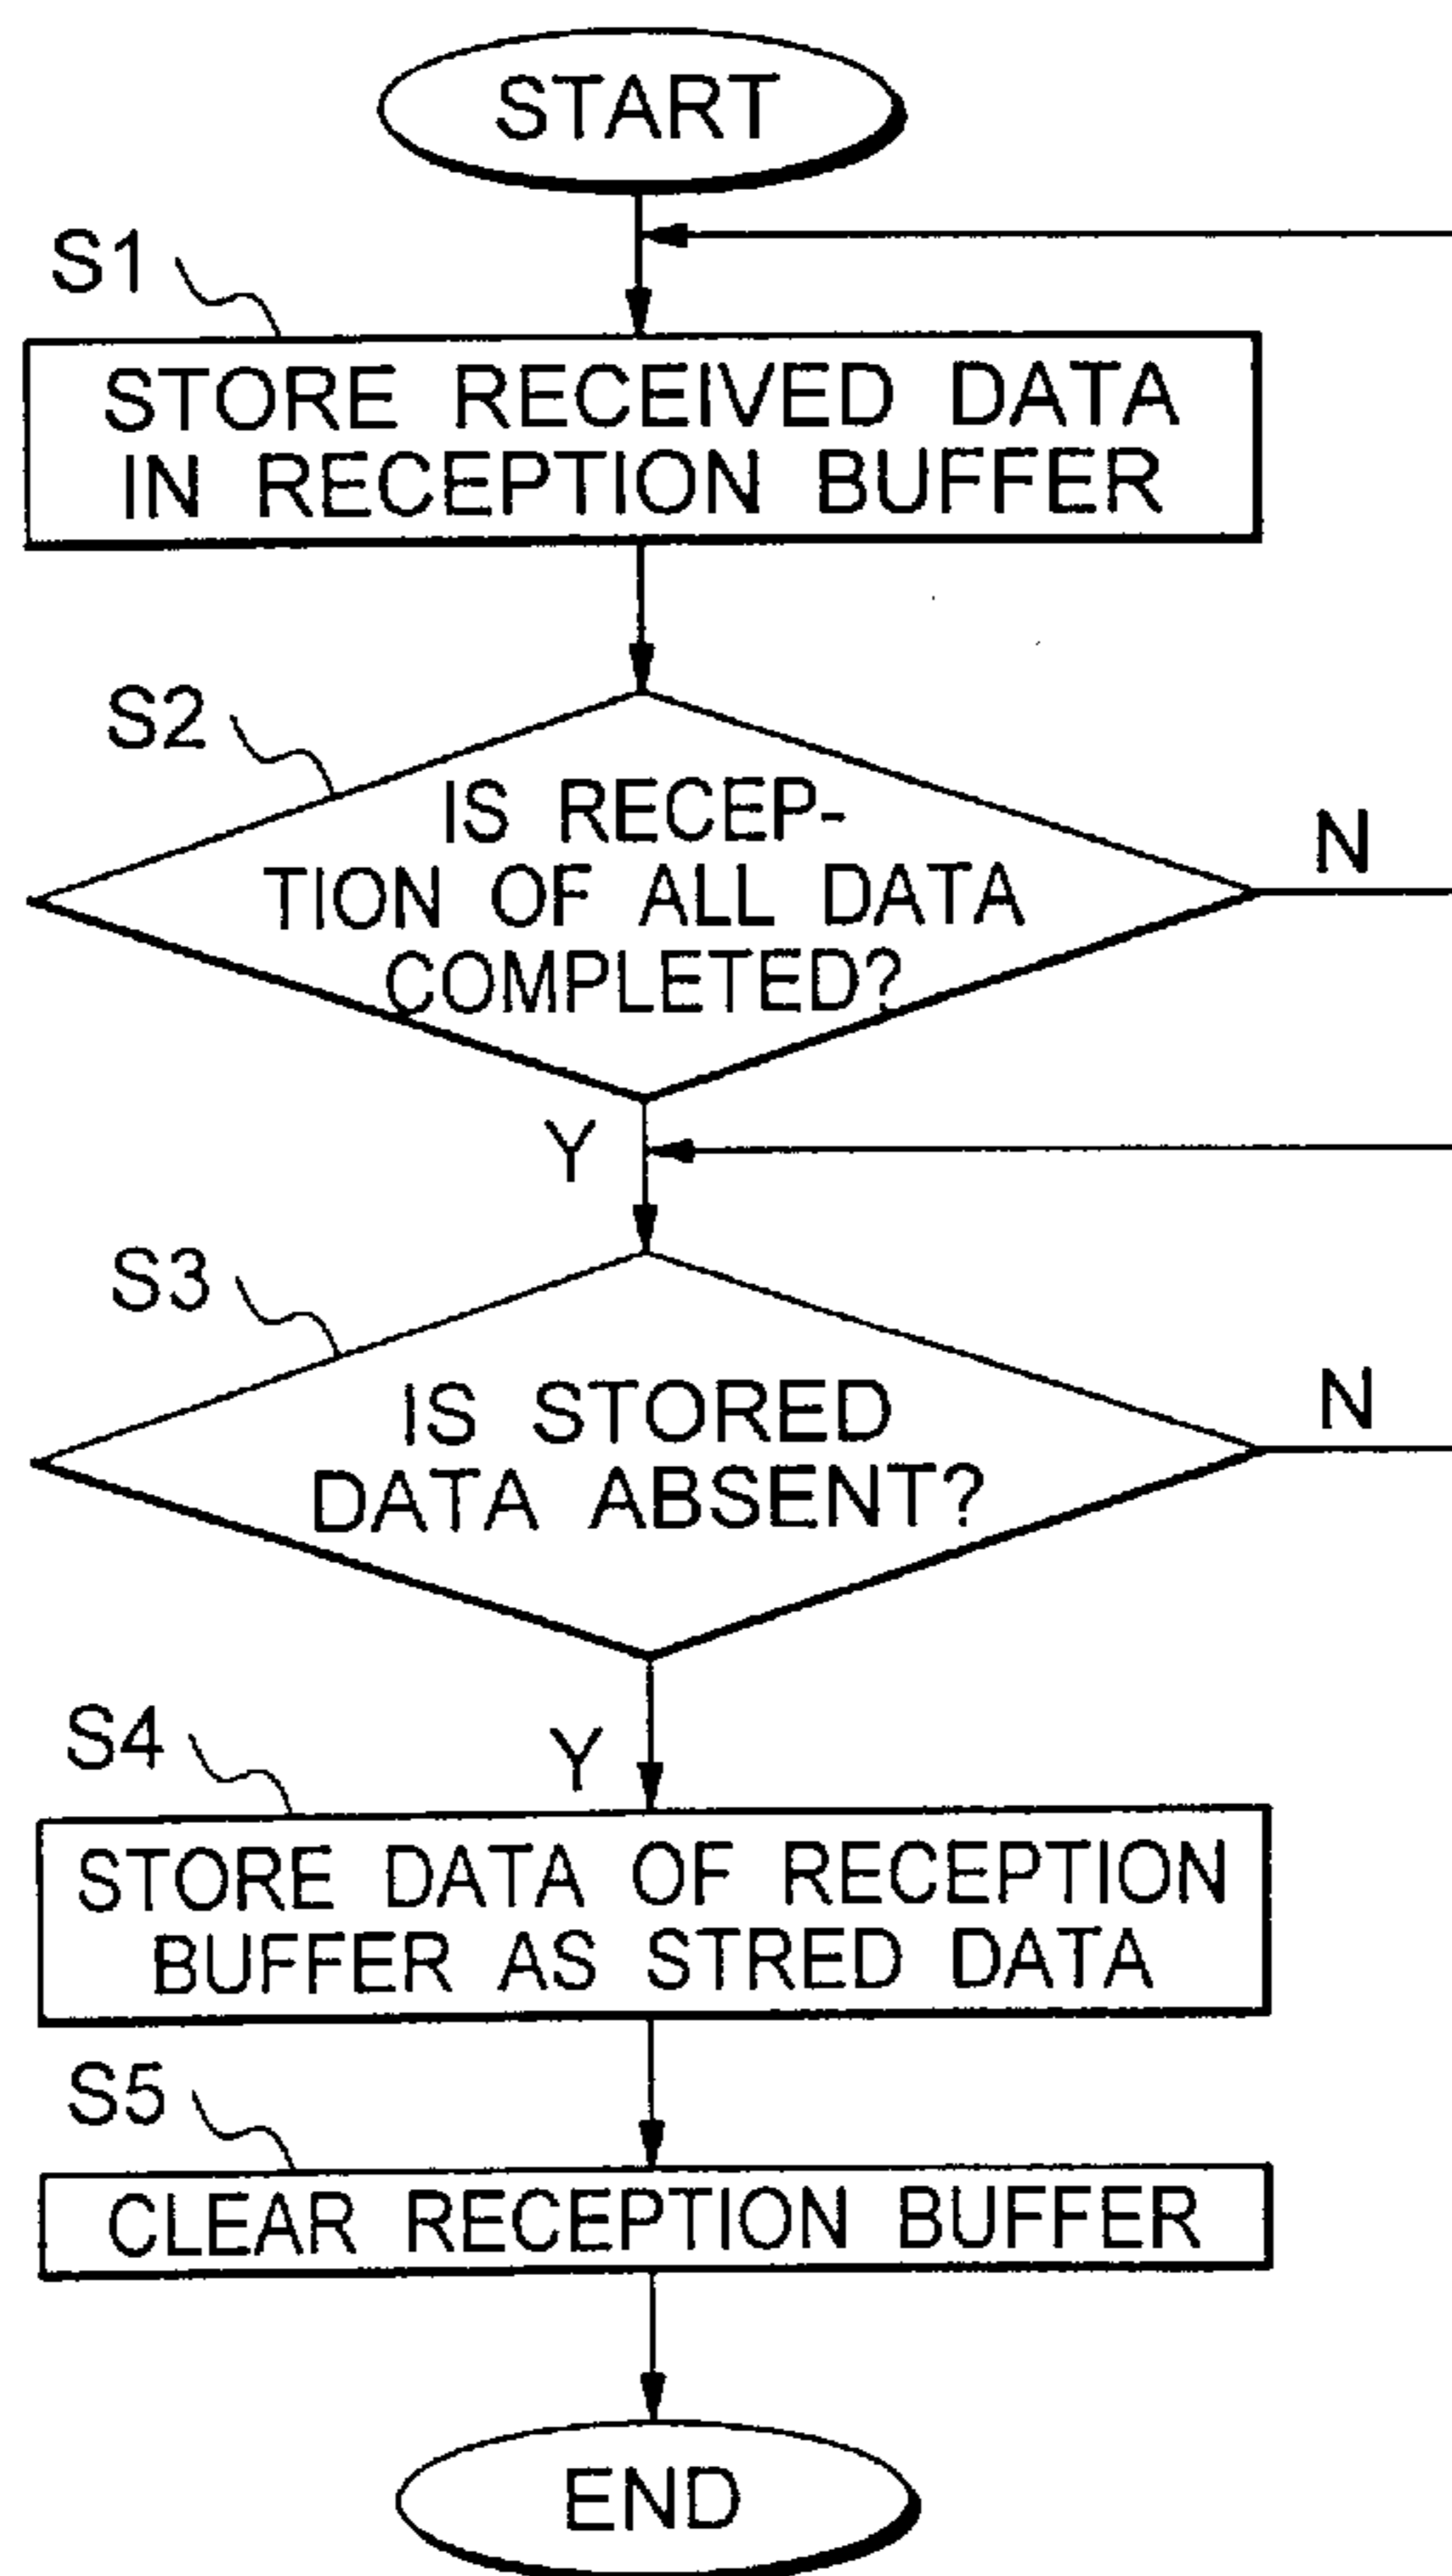 START
S1
STORE RECEIVED DATA
IN RECEPTION BUFFER
S2
IS RECEP-
TION OF ALL DATA
COMPLETED?
N
Y
S3
IS STORED
DATA ABSENT?
N
Y
S4
STORE DATA OF RECEPTION
BUFFER AS STRED DATA
S5
CLEAR RECEPTION BUFFER
END